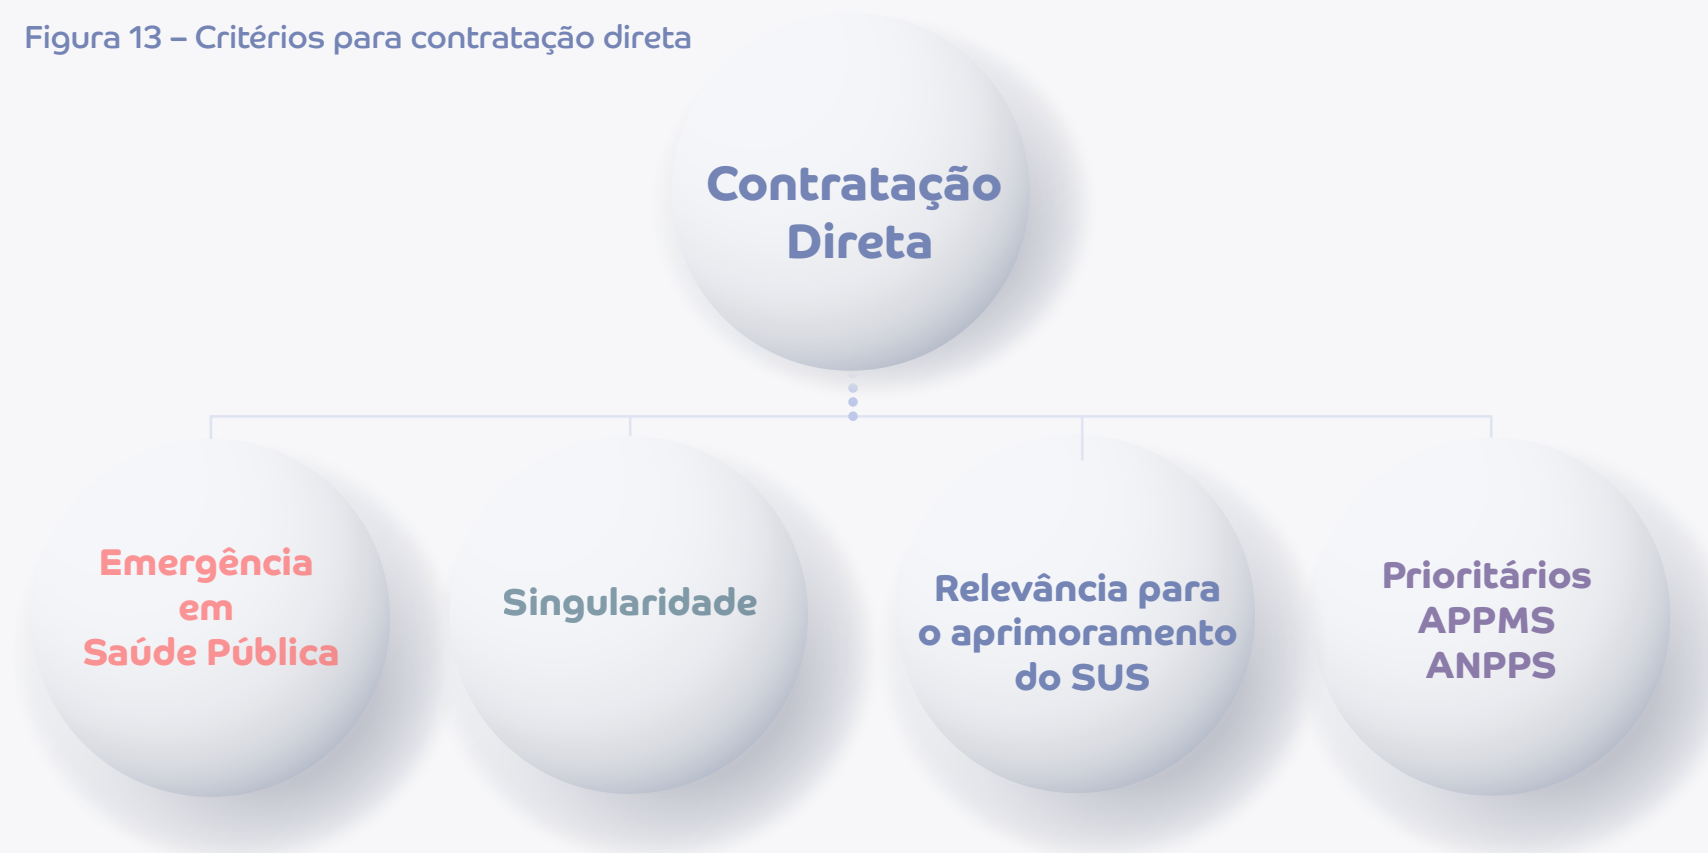 Figura 13 – Critérios para contratação direta
Contratação
Direta
Emergência
em
Saúde Pública
Singularidade
Relevância para
o aprimoramento
do SUS
Prioritários
APPMS
ANPPS